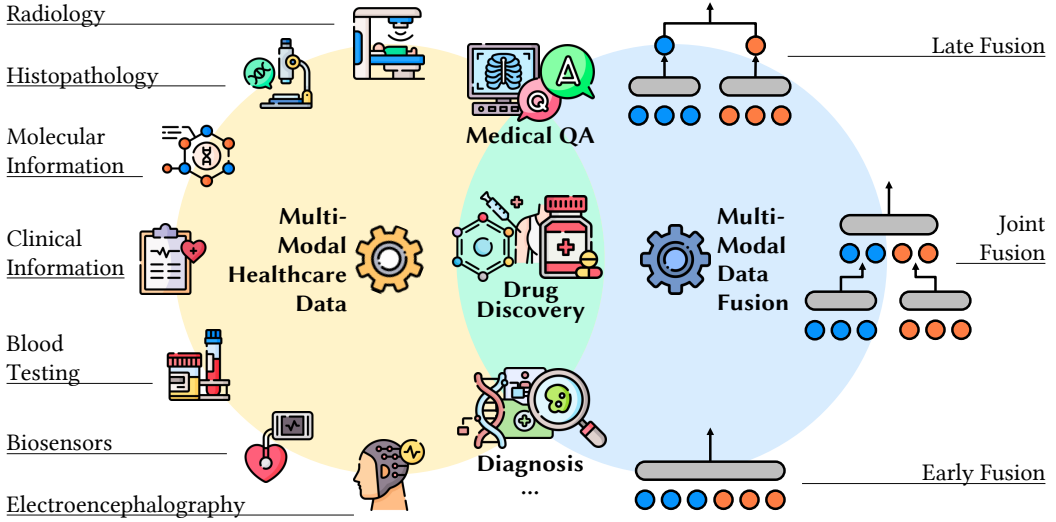 Radiology
Histopathology
Molecular
Information
Clinical
Information
Blood
Testing
Biosensors
Electroencephalography
Multi-
Modal
Healthcare
Data
Q
A
Medical QA
Drug
Discovery
Diagnosis
...
Multi-
Modal
Data
Fusion
Late Fusion
Joint
Fusion
Early Fusion